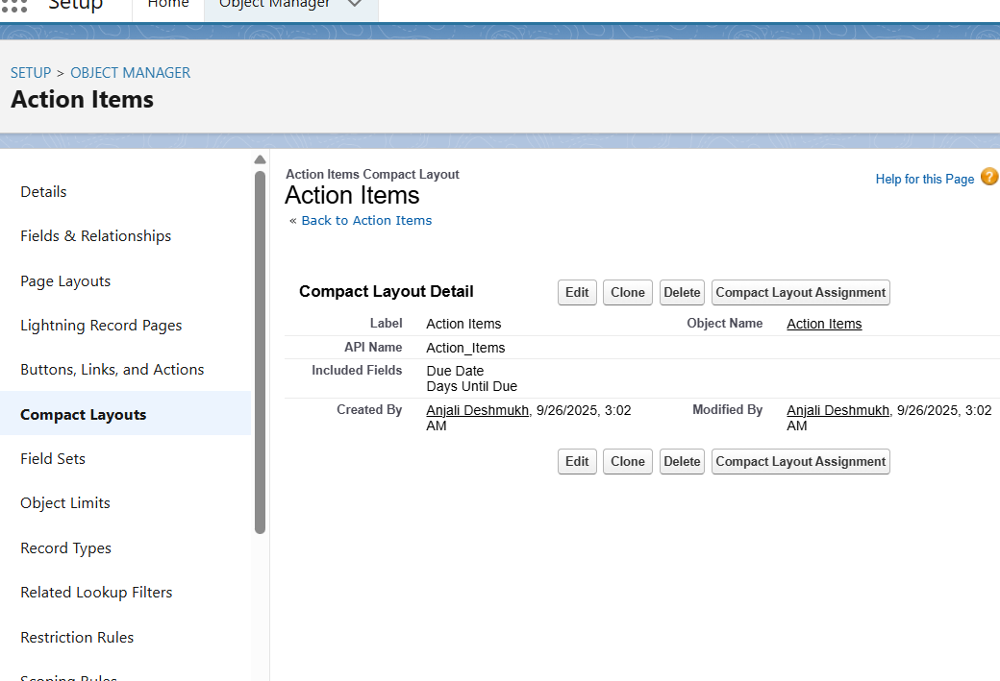 Setup
Home
Object Manager
SETUP > OBJECT MANAGER
Action Items
Details
Fields & Relationships
Page Layouts
Lightning Record Pages
Buttons, Links, and Actions
Compact Layouts
Field Sets
Object Limits
Record Types
Related Lookup Filters
Restriction Rules
Scoping Rules
Action Items Compact Layout
Action Items
Help for this Page ?
« Back to Action Items
Compact Layout Detail
Edit Clone Delete Compact Layout Assignment
Label Action Items Object Name Action Items
API Name Action_Items
Included Fields Due Date
Days Until Due
Created By Anjali Deshmukh, 9/26/2025, 3:02 AM
Modified By Anjali Deshmukh, 9/26/2025, 3:02 AM
Edit Clone Delete Compact Layout Assignment